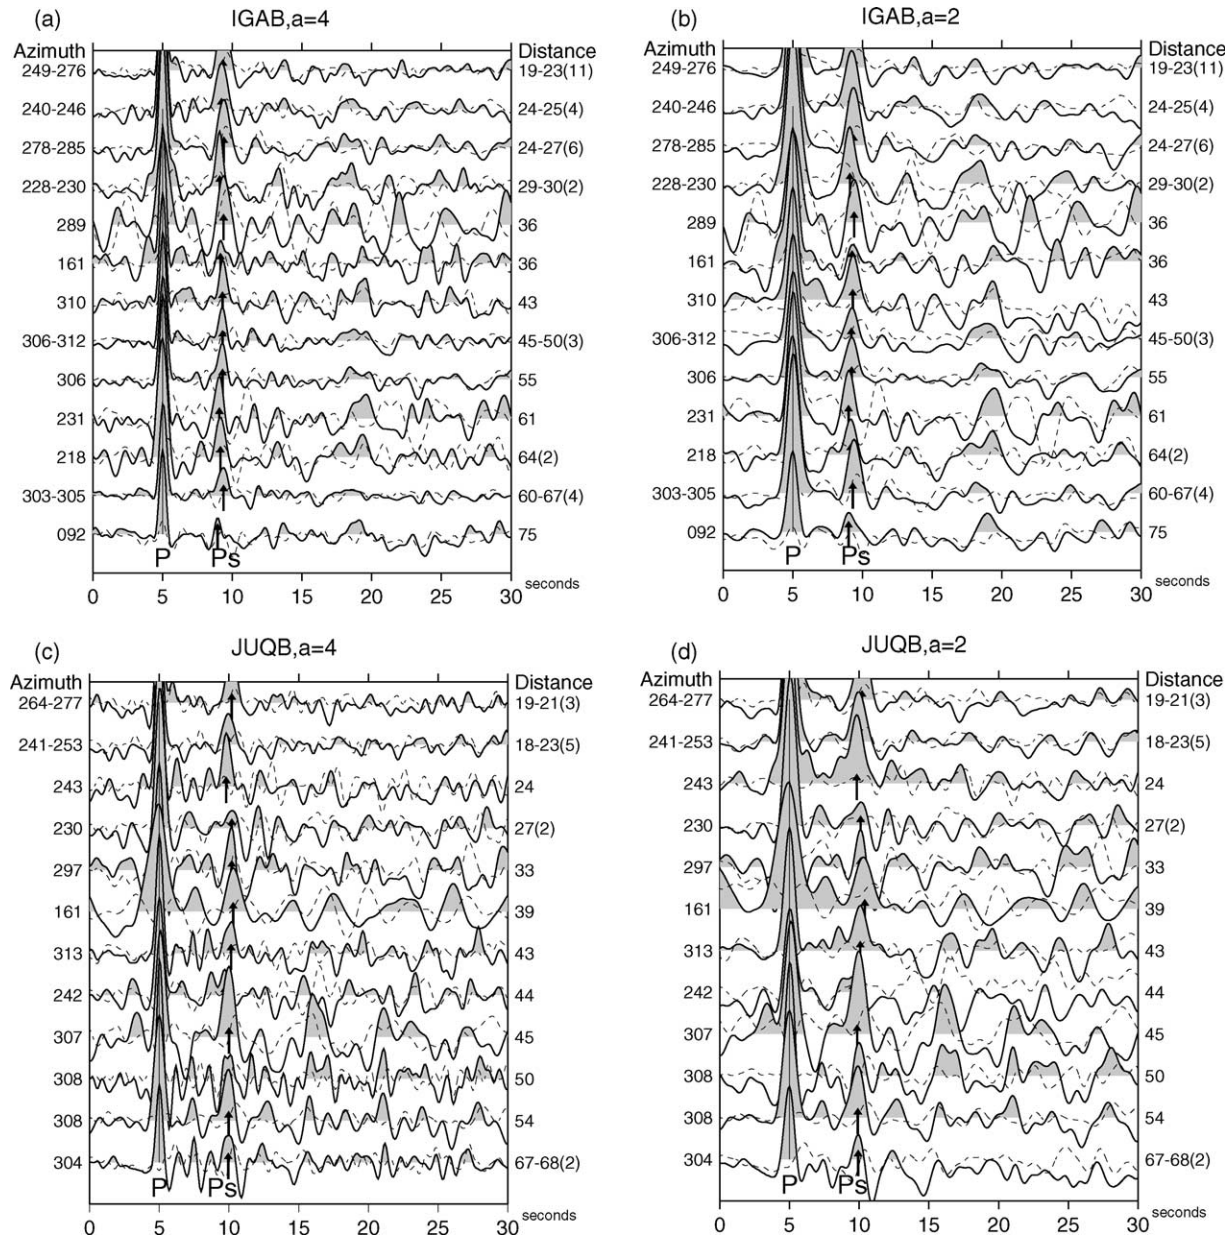 (a) IGAB,a=4
Azimuth Distance
249-276 19-23(11)
240-246 24-25(4)
278-285 24-27(6)
228-230 29-30(2)
289 36
161 36
310 43
306-312 45-50(3)
306 55
231 61
218 64(2)
303-305 60-67(4)
092 75
P Ps
seconds
0 5 10 15 20 25 30
(b) IGAB,a=2
Azimuth Distance
249-276 19-23(11)
240-246 24-25(4)
278-285 24-27(6)
228-230 29-30(2)
289 36
161 36
310 43
306-312 45-50(3)
306 55
231 61
218 64(2)
303-305 60-67(4)
092 75
P Ps
seconds
0 5 10 15 20 25 30
(c) JUQB,a=4
Azimuth Distance
264-277 19-21(3)
241-253 18-23(5)
243 24
230 27(2)
297 33
161 39
313 43
242 44
307 45
308 50
308 54
304 67-68(2)
P Ps
seconds
0 5 10 15 20 25 30
(d) JUQB,a=2
Azimuth Distance
264-277 19-21(3)
241-253 18-23(5)
243 24
230 27(2)
297 33
161 39
313 43
242 44
307 45
308 50
308 54
304 67-68(2)
P Ps
seconds
0 5 10 15 20 25 30